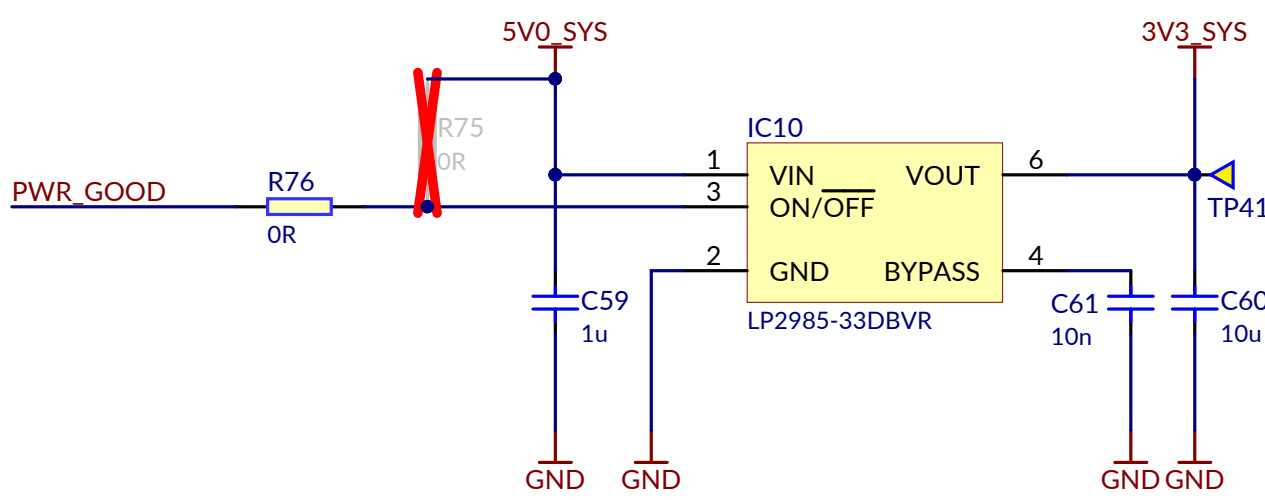 5V0_SYS
3V3_SYS
R75
0R
IC10
PWR_GOOD
R76
0R
1
3
2
VIN
ON/OFF
GND
VOUT
BYPASS
6
4
TP41
C59
1u
LP2985-33DBVR
C61
10n
C60
10u
GND
GND
GND
GND